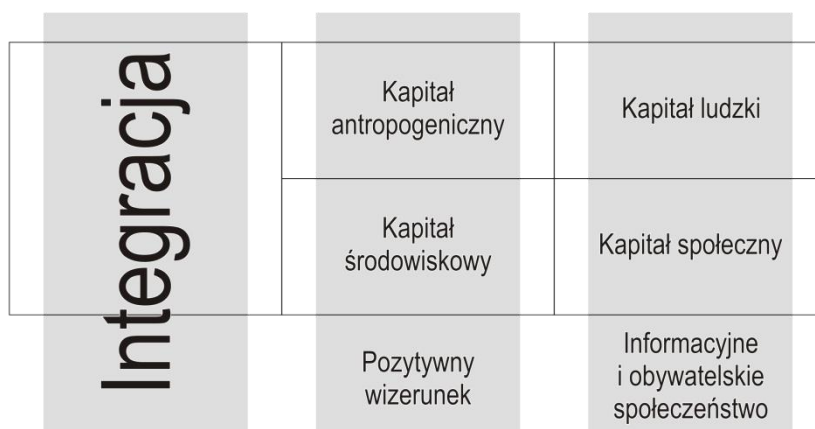 Integracja
Kapitał
antropogeniczny
Kapitał ludzki
Kapitał
środowiskowy
Kapitał społeczny
Pozytywny
wizerunek
Informacyjne
i obywatelskie
społeczeństwo